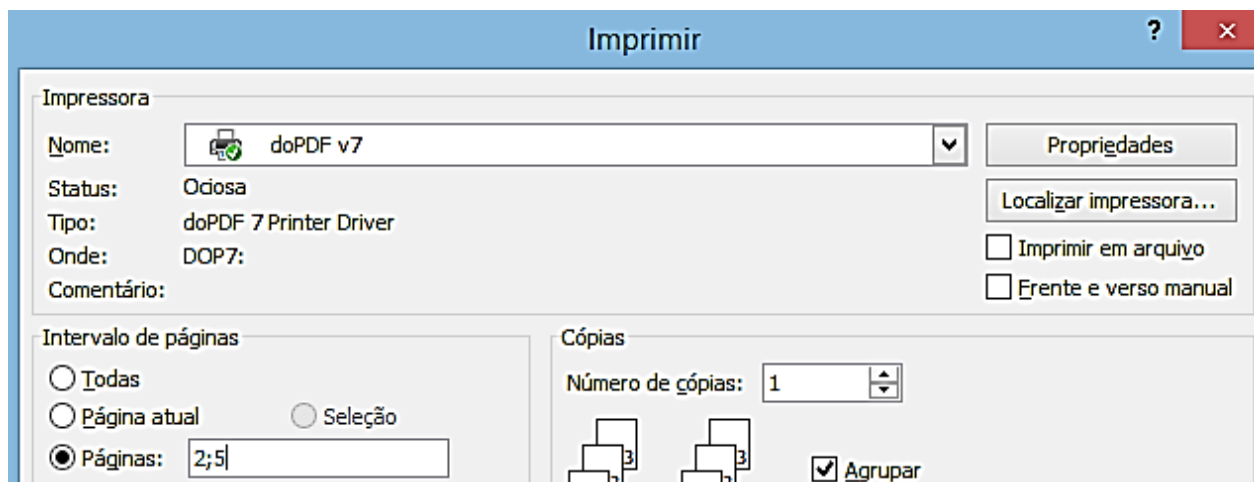 Imprimir ?
Impressora
Nome: doPDF v7 Propriedades
Status: Ociosa Localizar impressora...
Tipo: doPDF 7 Printer Driver
Onde: DOP7: Imprimir em arquivo
Comentário: Frente e verso manual
Intervalo de páginas Cópias
Todas Número de cópias: 1
Página atual Seleção
Páginas: 2;5 3 3 Agrupar